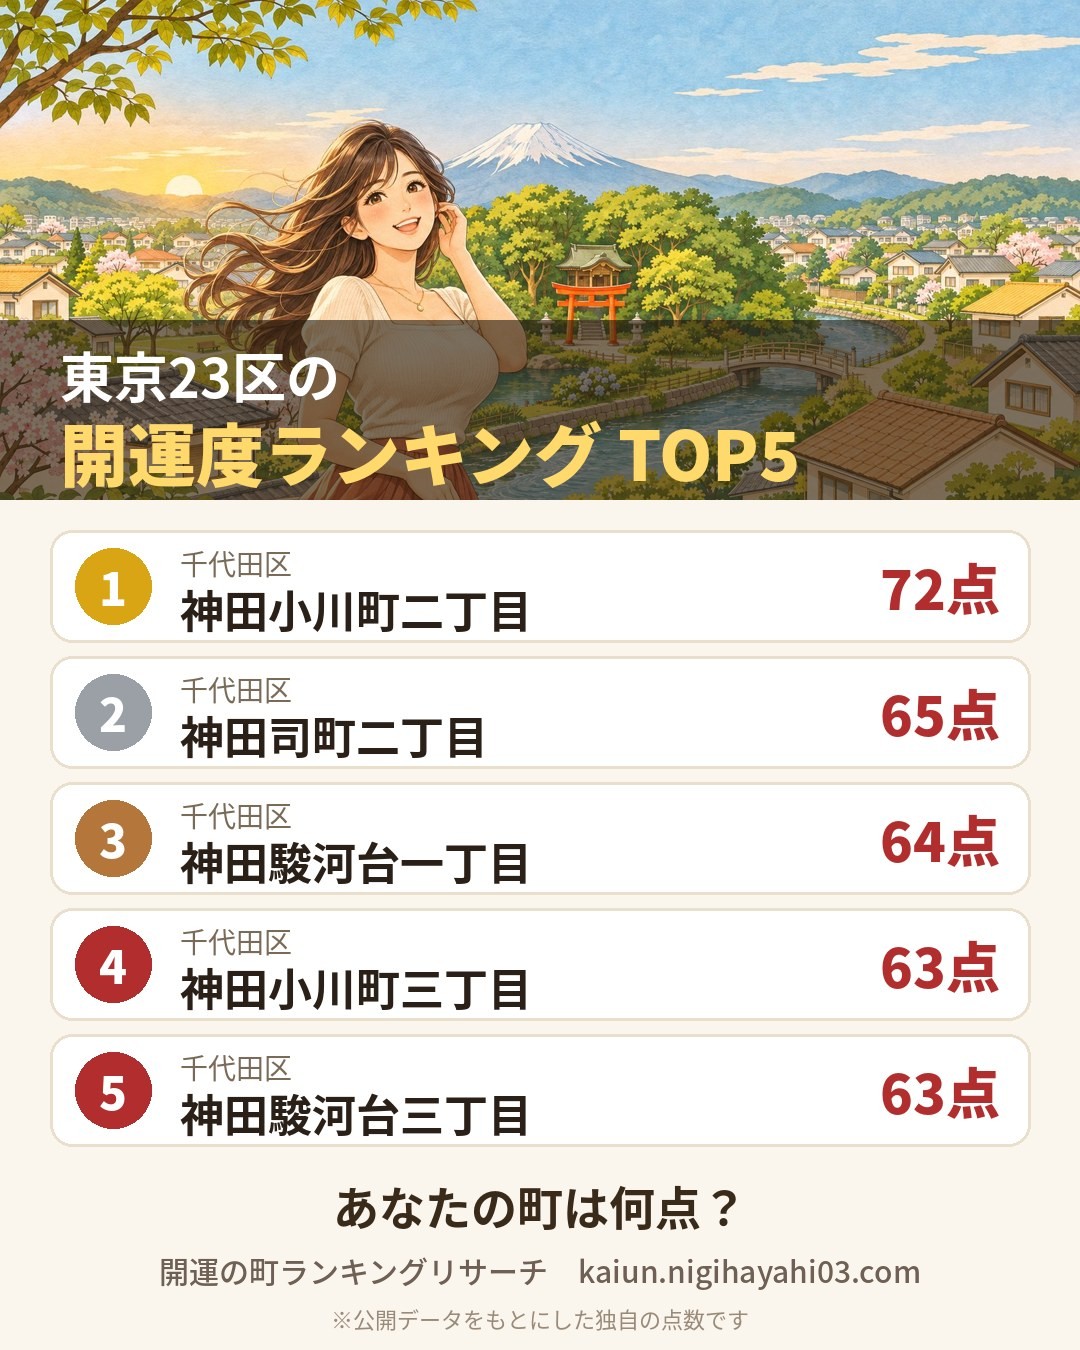 東京23区の
開運度ランキング TOP5
1
千代田区
神田小川町二丁目
72点
2
千代田区
神田司町二丁目
65点
3
千代田区
神田駿河台一丁目
64点
4
千代田区
神田小川町三丁目
63点
5
千代田区
神田駿河台三丁目
63点
あなたの町は何点？
開運の町ランキングリサーチ　kaiun.nigihayahi03.com
※公開データをもとにした独自の点数です